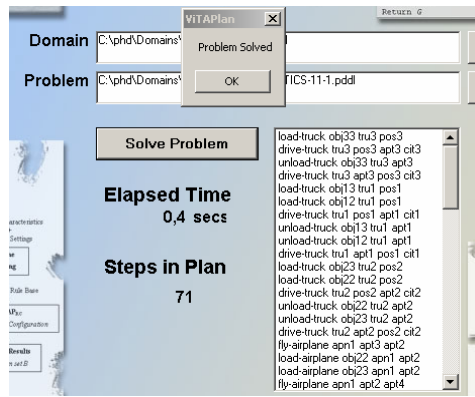 Return G
ViTAPlan
Domain
C:\phd\Domains\
Problem Solved
OK
Problem
C:\phd\Domains\
TICS-11-1.pddl
Solve Problem
Elapsed Time
0,4 secs
Steps in Plan
71
load-truck obj33 tru3 pos3
drive-truck tru3 pos3 apt3 cit3
unload-truck obj33 tru3 apt3
drive-truck tru3 apt3 pos3 cit3
load-truck obj13 tru1 pos1
load-truck obj12 tru1 pos1
drive-truck tru1 pos1 apt1 cit1
unload-truck obj13 tru1 apt1
unload-truck obj12 tru1 apt1
drive-truck tru1 apt1 pos1 cit1
load-truck obj23 tru2 pos2
load-truck obj22 tru2 pos2
drive-truck tru2 pos2 apt2 cit2
unload-truck obj22 tru2 apt2
unload-truck obj23 tru2 apt2
drive-truck tru2 apt2 pos2 cit2
fly-airplane apn1 apt3 apt2
load-airplane obj22 apn1 apt2
load-airplane obj23 apn1 apt2
fly-airplane apn1 apt2 apt4
aracteristics
Settings
ne
ng
Rule Base
Configuration
Results
n set B